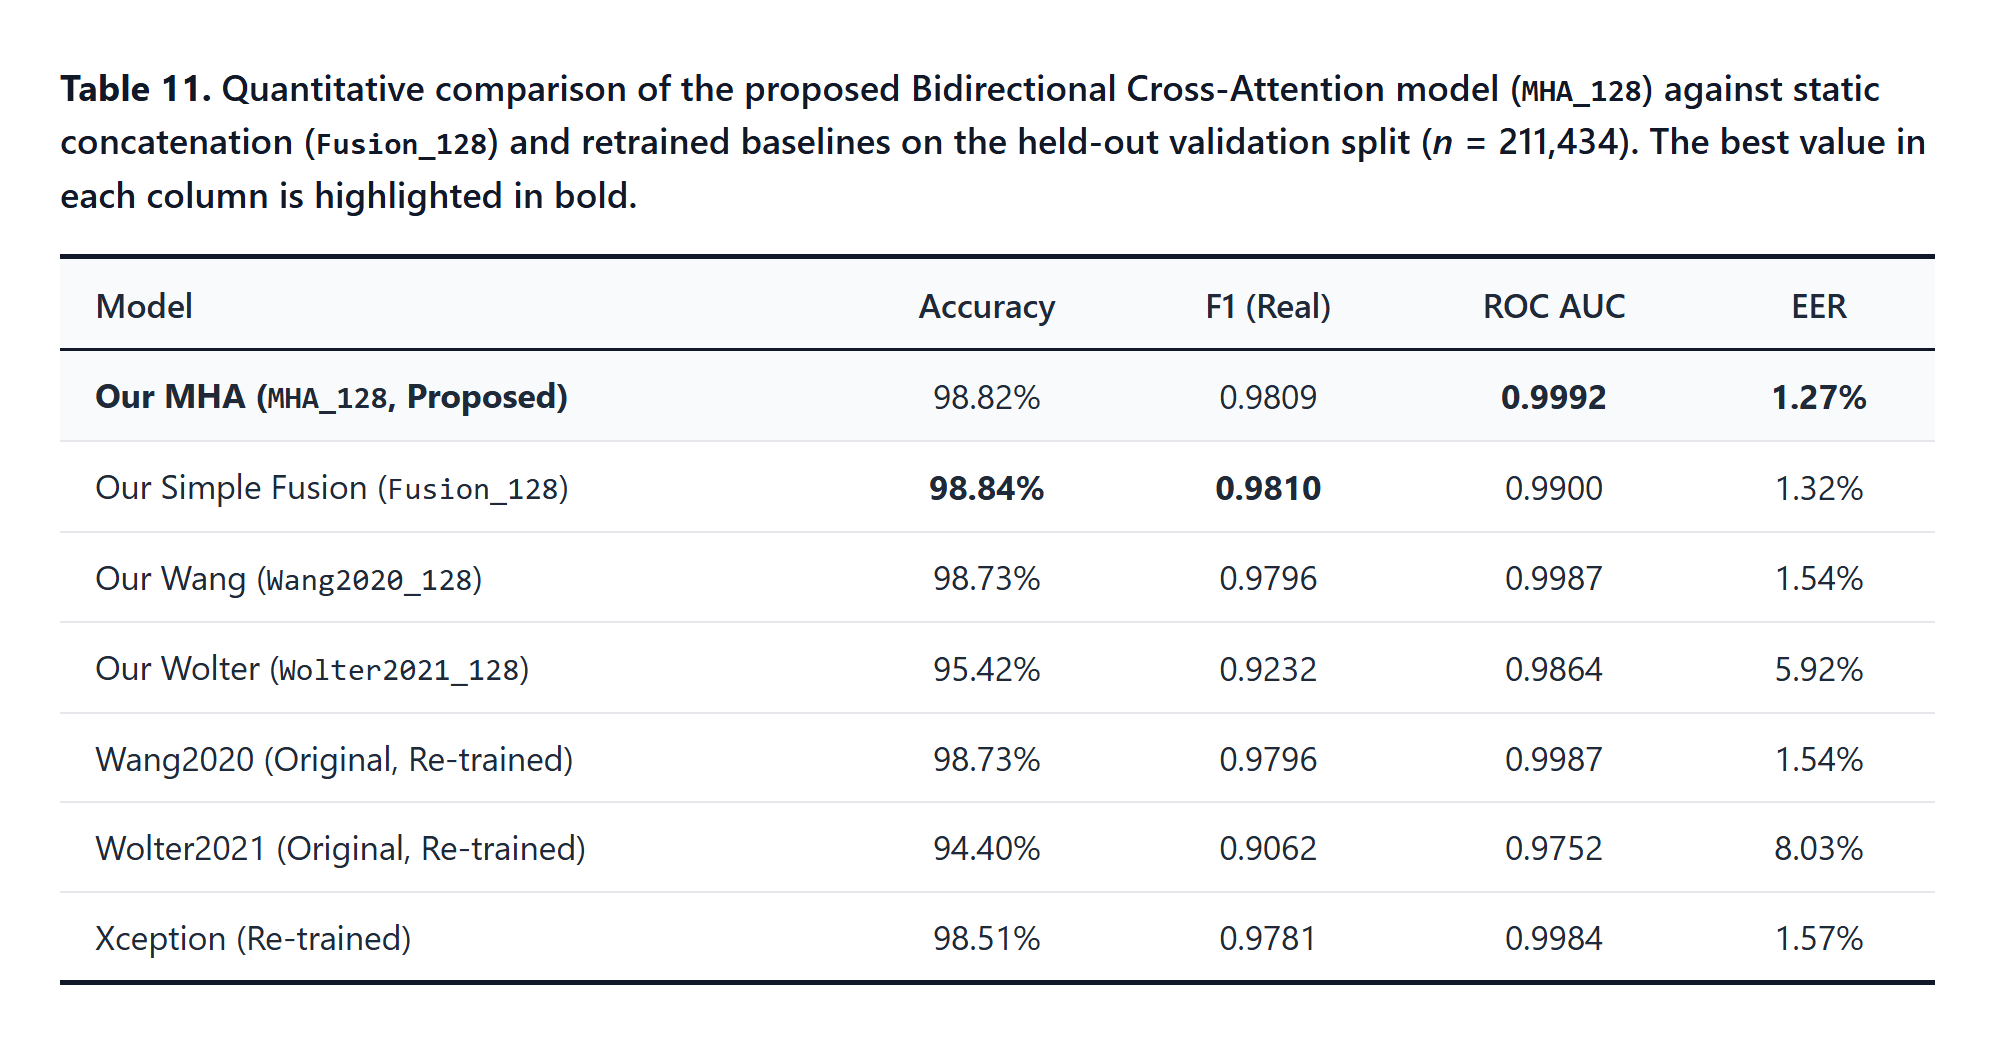 Table 11. Quantitative comparison of the proposed Bidirectional Cross-Attention model (MHA_128) against static
concatenation (Fusion_128) and retrained baselines on the held-out validation split (n = 211,434). The best value in
each column is highlighted in bold.
Model Accuracy F1 (Real) ROC AUC EER
Our MHA (MHA_128, Proposed) 98.82% 0.9809 0.9992 1.27%
Our Simple Fusion (Fusion_128) 98.84% 0.9810 0.9900 1.32%
Our Wang (Wang2020_128) 98.73% 0.9796 0.9987 1.54%
Our Wolter (Wolter2021_128) 95.42% 0.9232 0.9864 5.92%
Wang2020 (Original, Re-trained) 98.73% 0.9796 0.9987 1.54%
Wolter2021 (Original, Re-trained) 94.40% 0.9062 0.9752 8.03%
Xception (Re-trained) 98.51% 0.9781 0.9984 1.57%